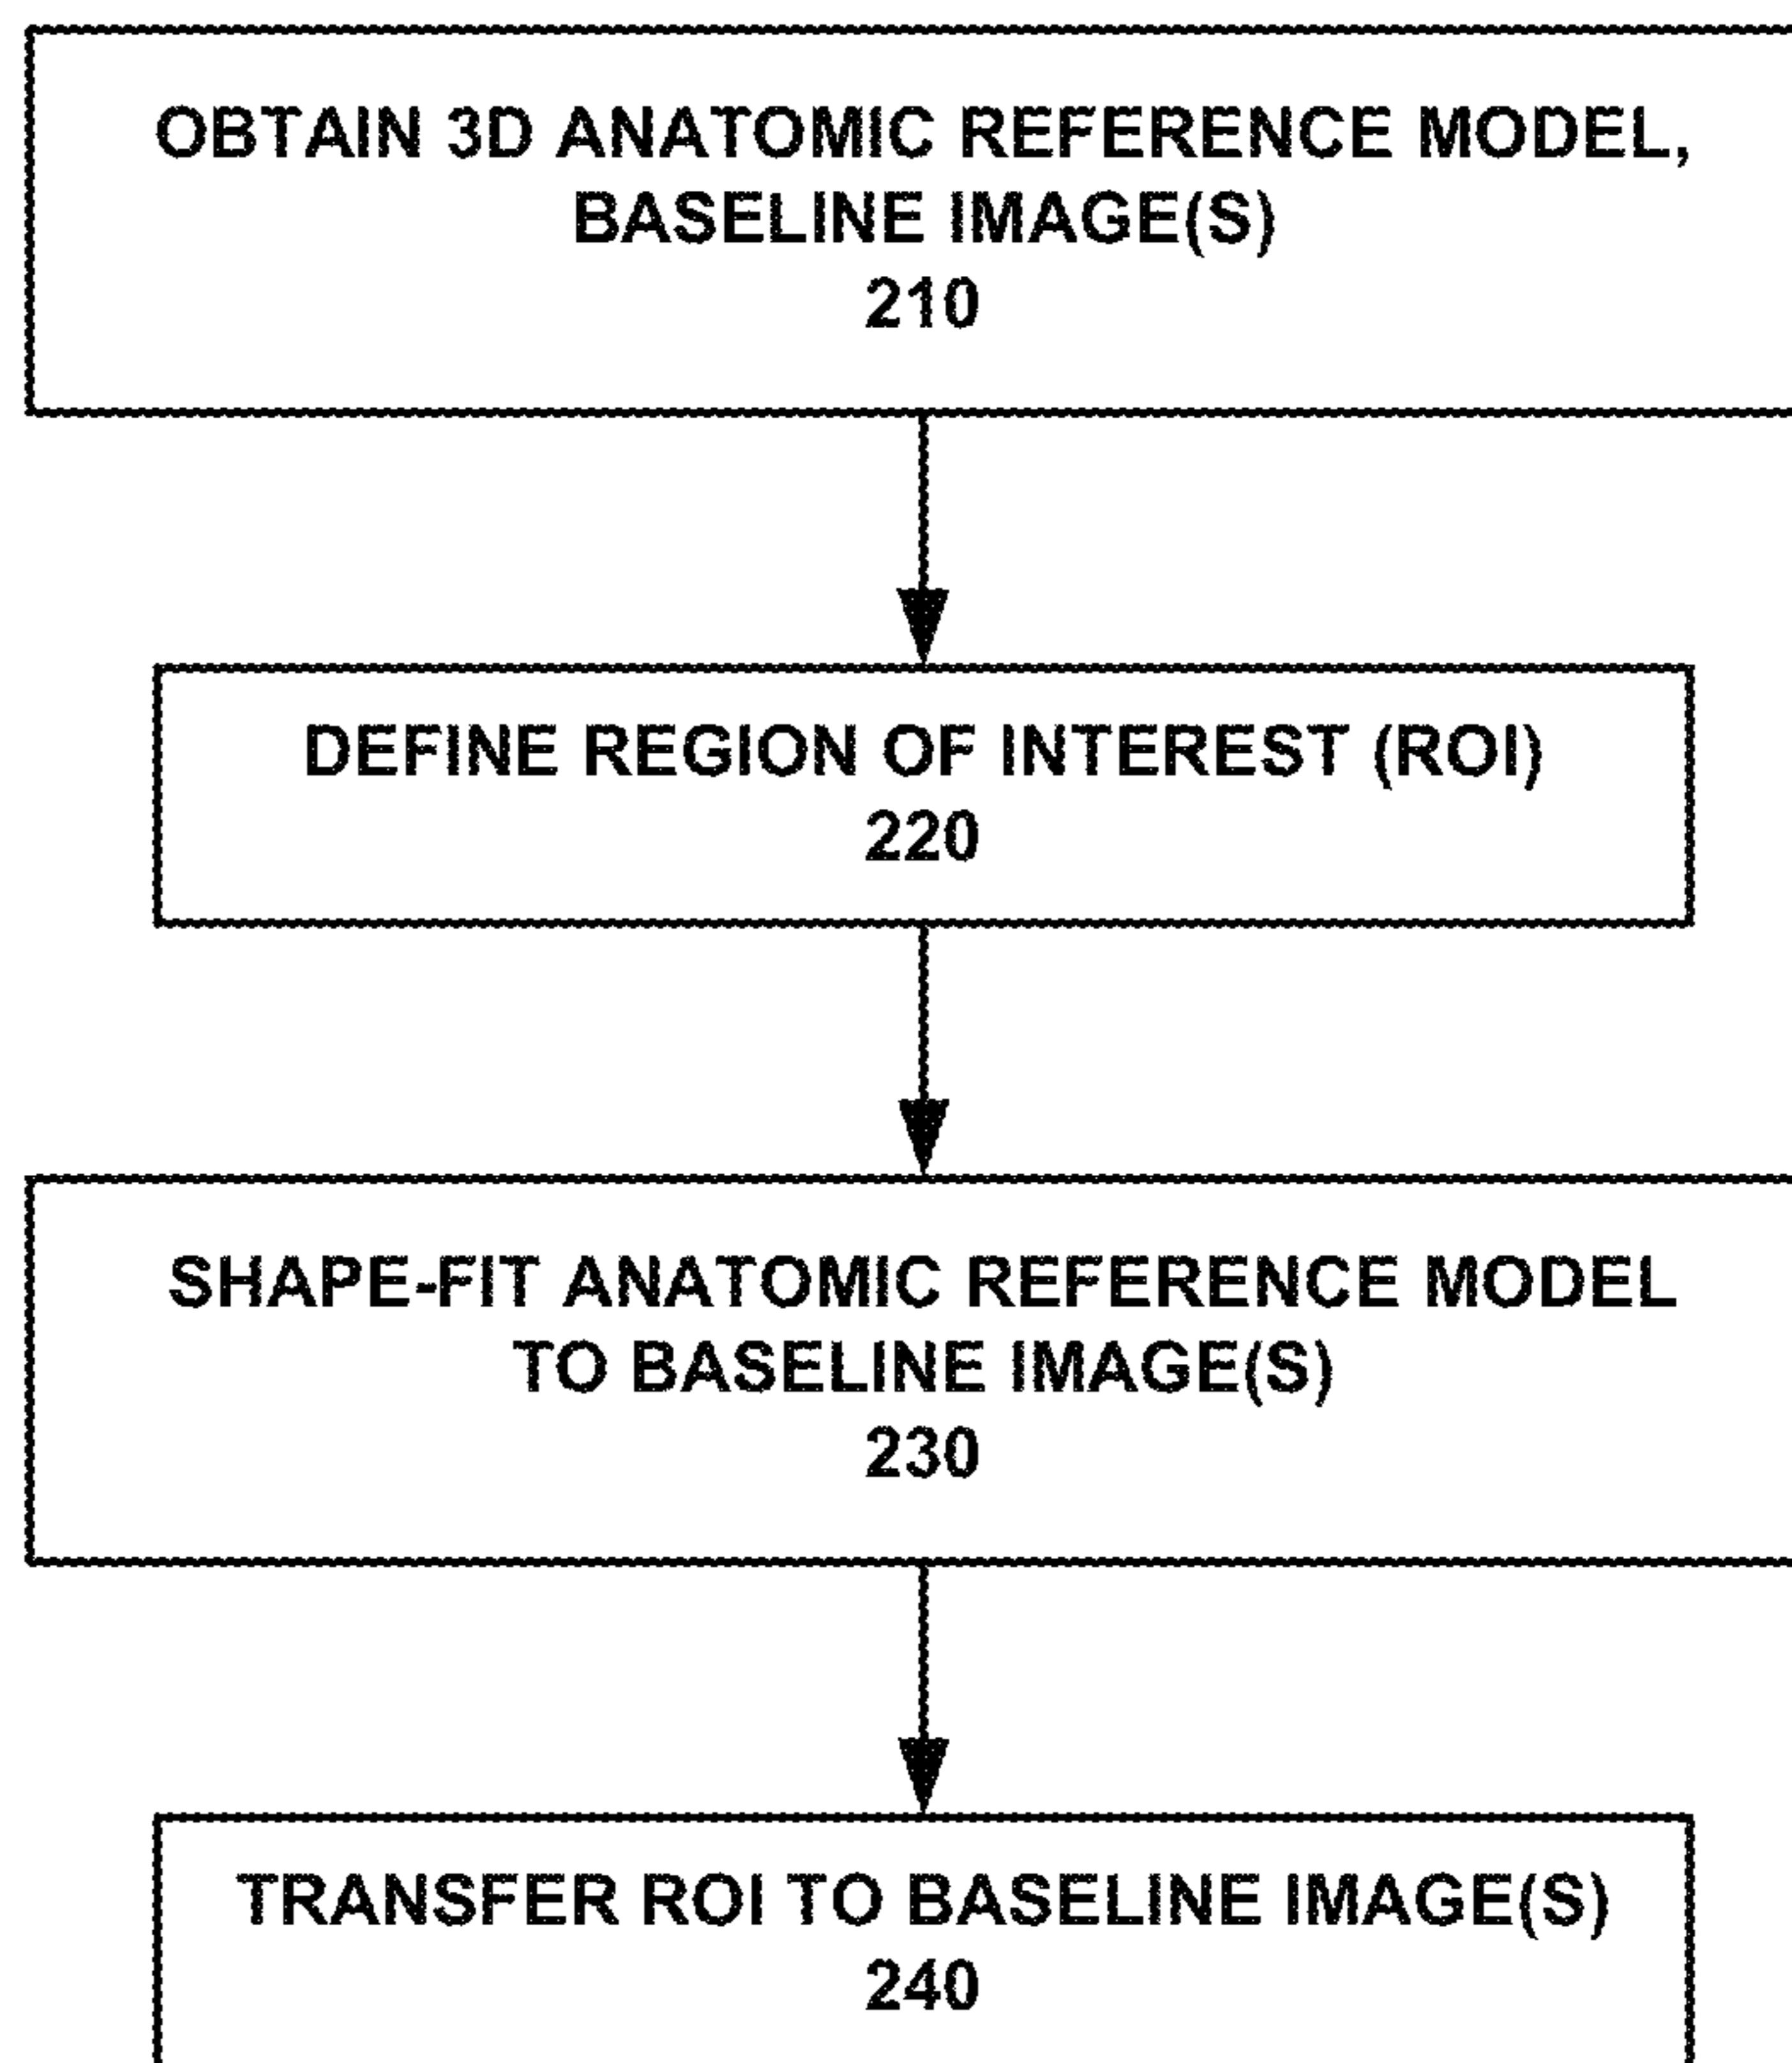 OBTAIN 3D ANATOMIC REFERENCE MODEL,
BASELINE IMAGE(S)
210
DEFINE REGION OF INTEREST (ROI)
220
SHAPE-FIT ANATOMIC REFERENCE MODEL
TO BASELINE IMAGE(S)
230
TRANSFER ROI TO BASELINE IMAGE(S)
240